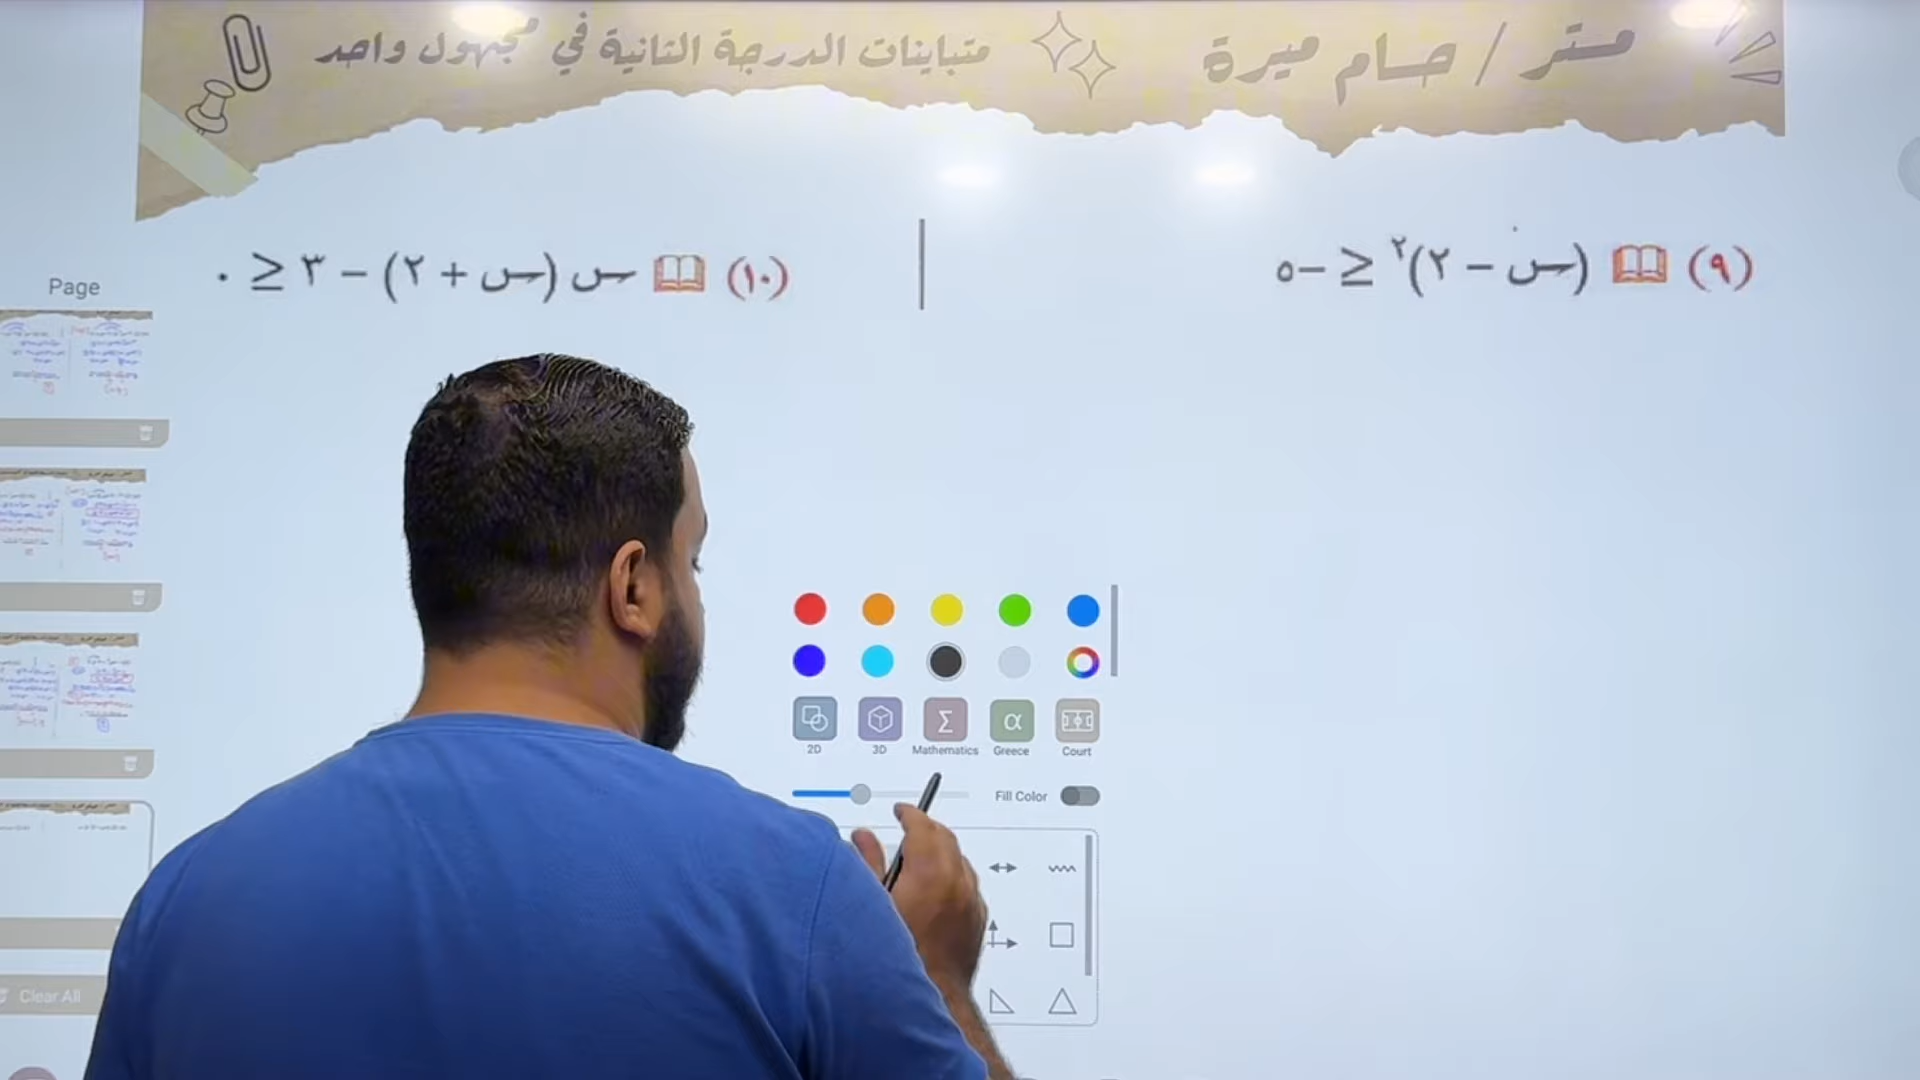 مستر / حسام ميرة
متباينات الدرجة الثانية في مجهول واحد
(٩) (س − ٢)٢ ≤ −٥
(١٠) س (س + ٢) − ٣ ≤ ٠
Page
2D 3D Mathematics Greece Court
Fill Color
Clear All